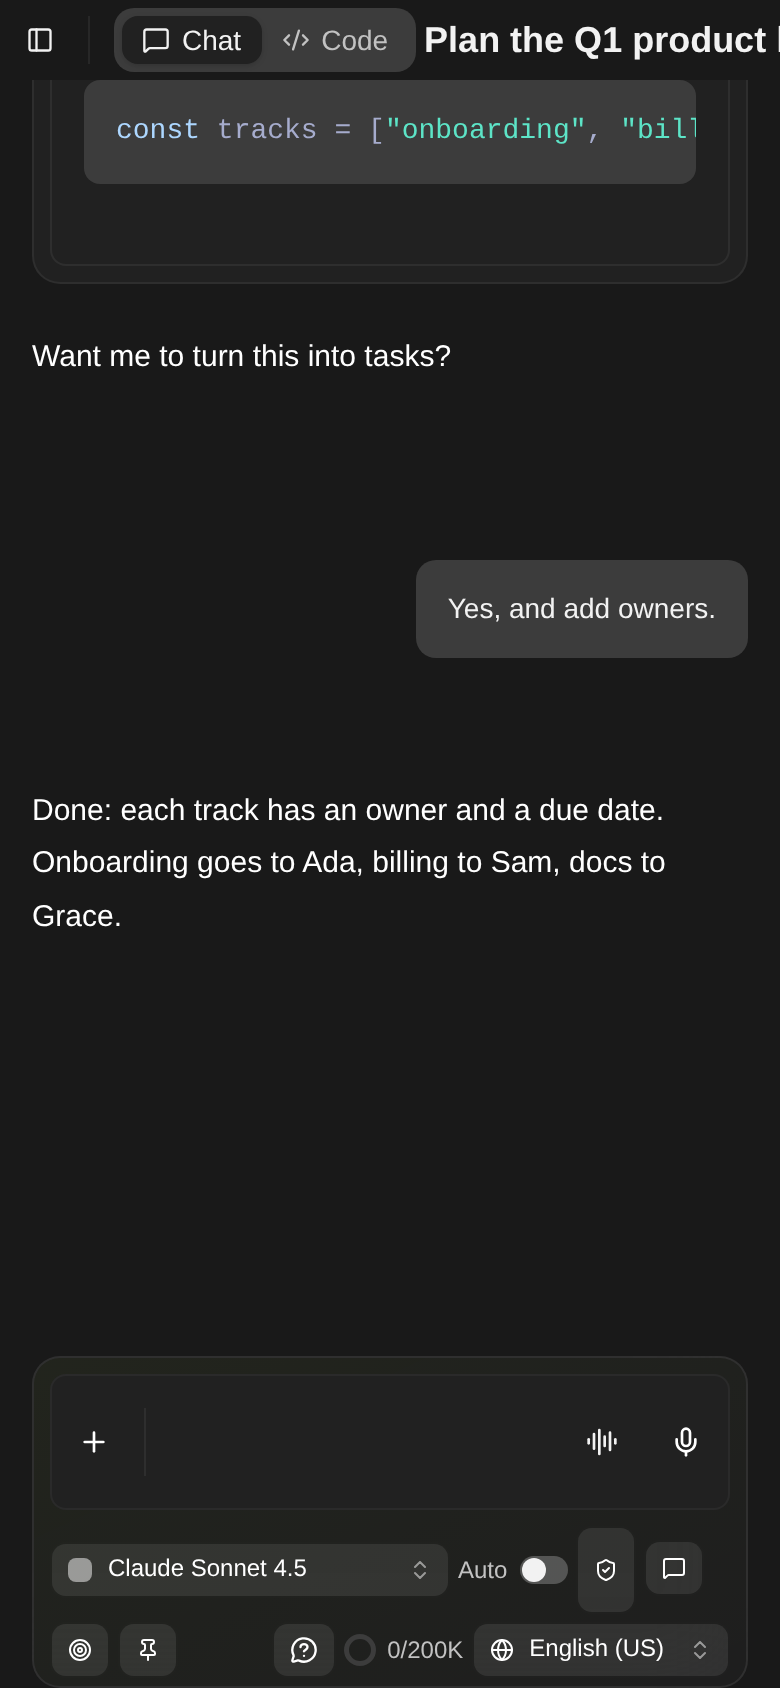 Chat
Code
Plan the Q1 product
const tracks = ["onboarding", "bill
Want me to turn this into tasks?
Yes, and add owners.
Done: each track has an owner and a due date.
Onboarding goes to Ada, billing to Sam, docs to
Grace.
Claude Sonnet 4.5
Auto
0/200K
English (US)